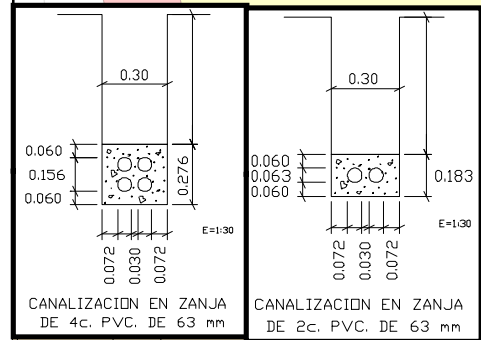 0.30
0.060
0.156
0.060
0.276
E=1:30
0.072
0.030
0.072
CANALIZACION EN ZANJA
DE 4c. PVC. DE 63 mm
0.30
0.060
0.063
0.060
0.183
E=1:30
0.072
0.030
0.072
CANALIZACION EN ZANJA
DE 2c. PVC. DE 63 mm